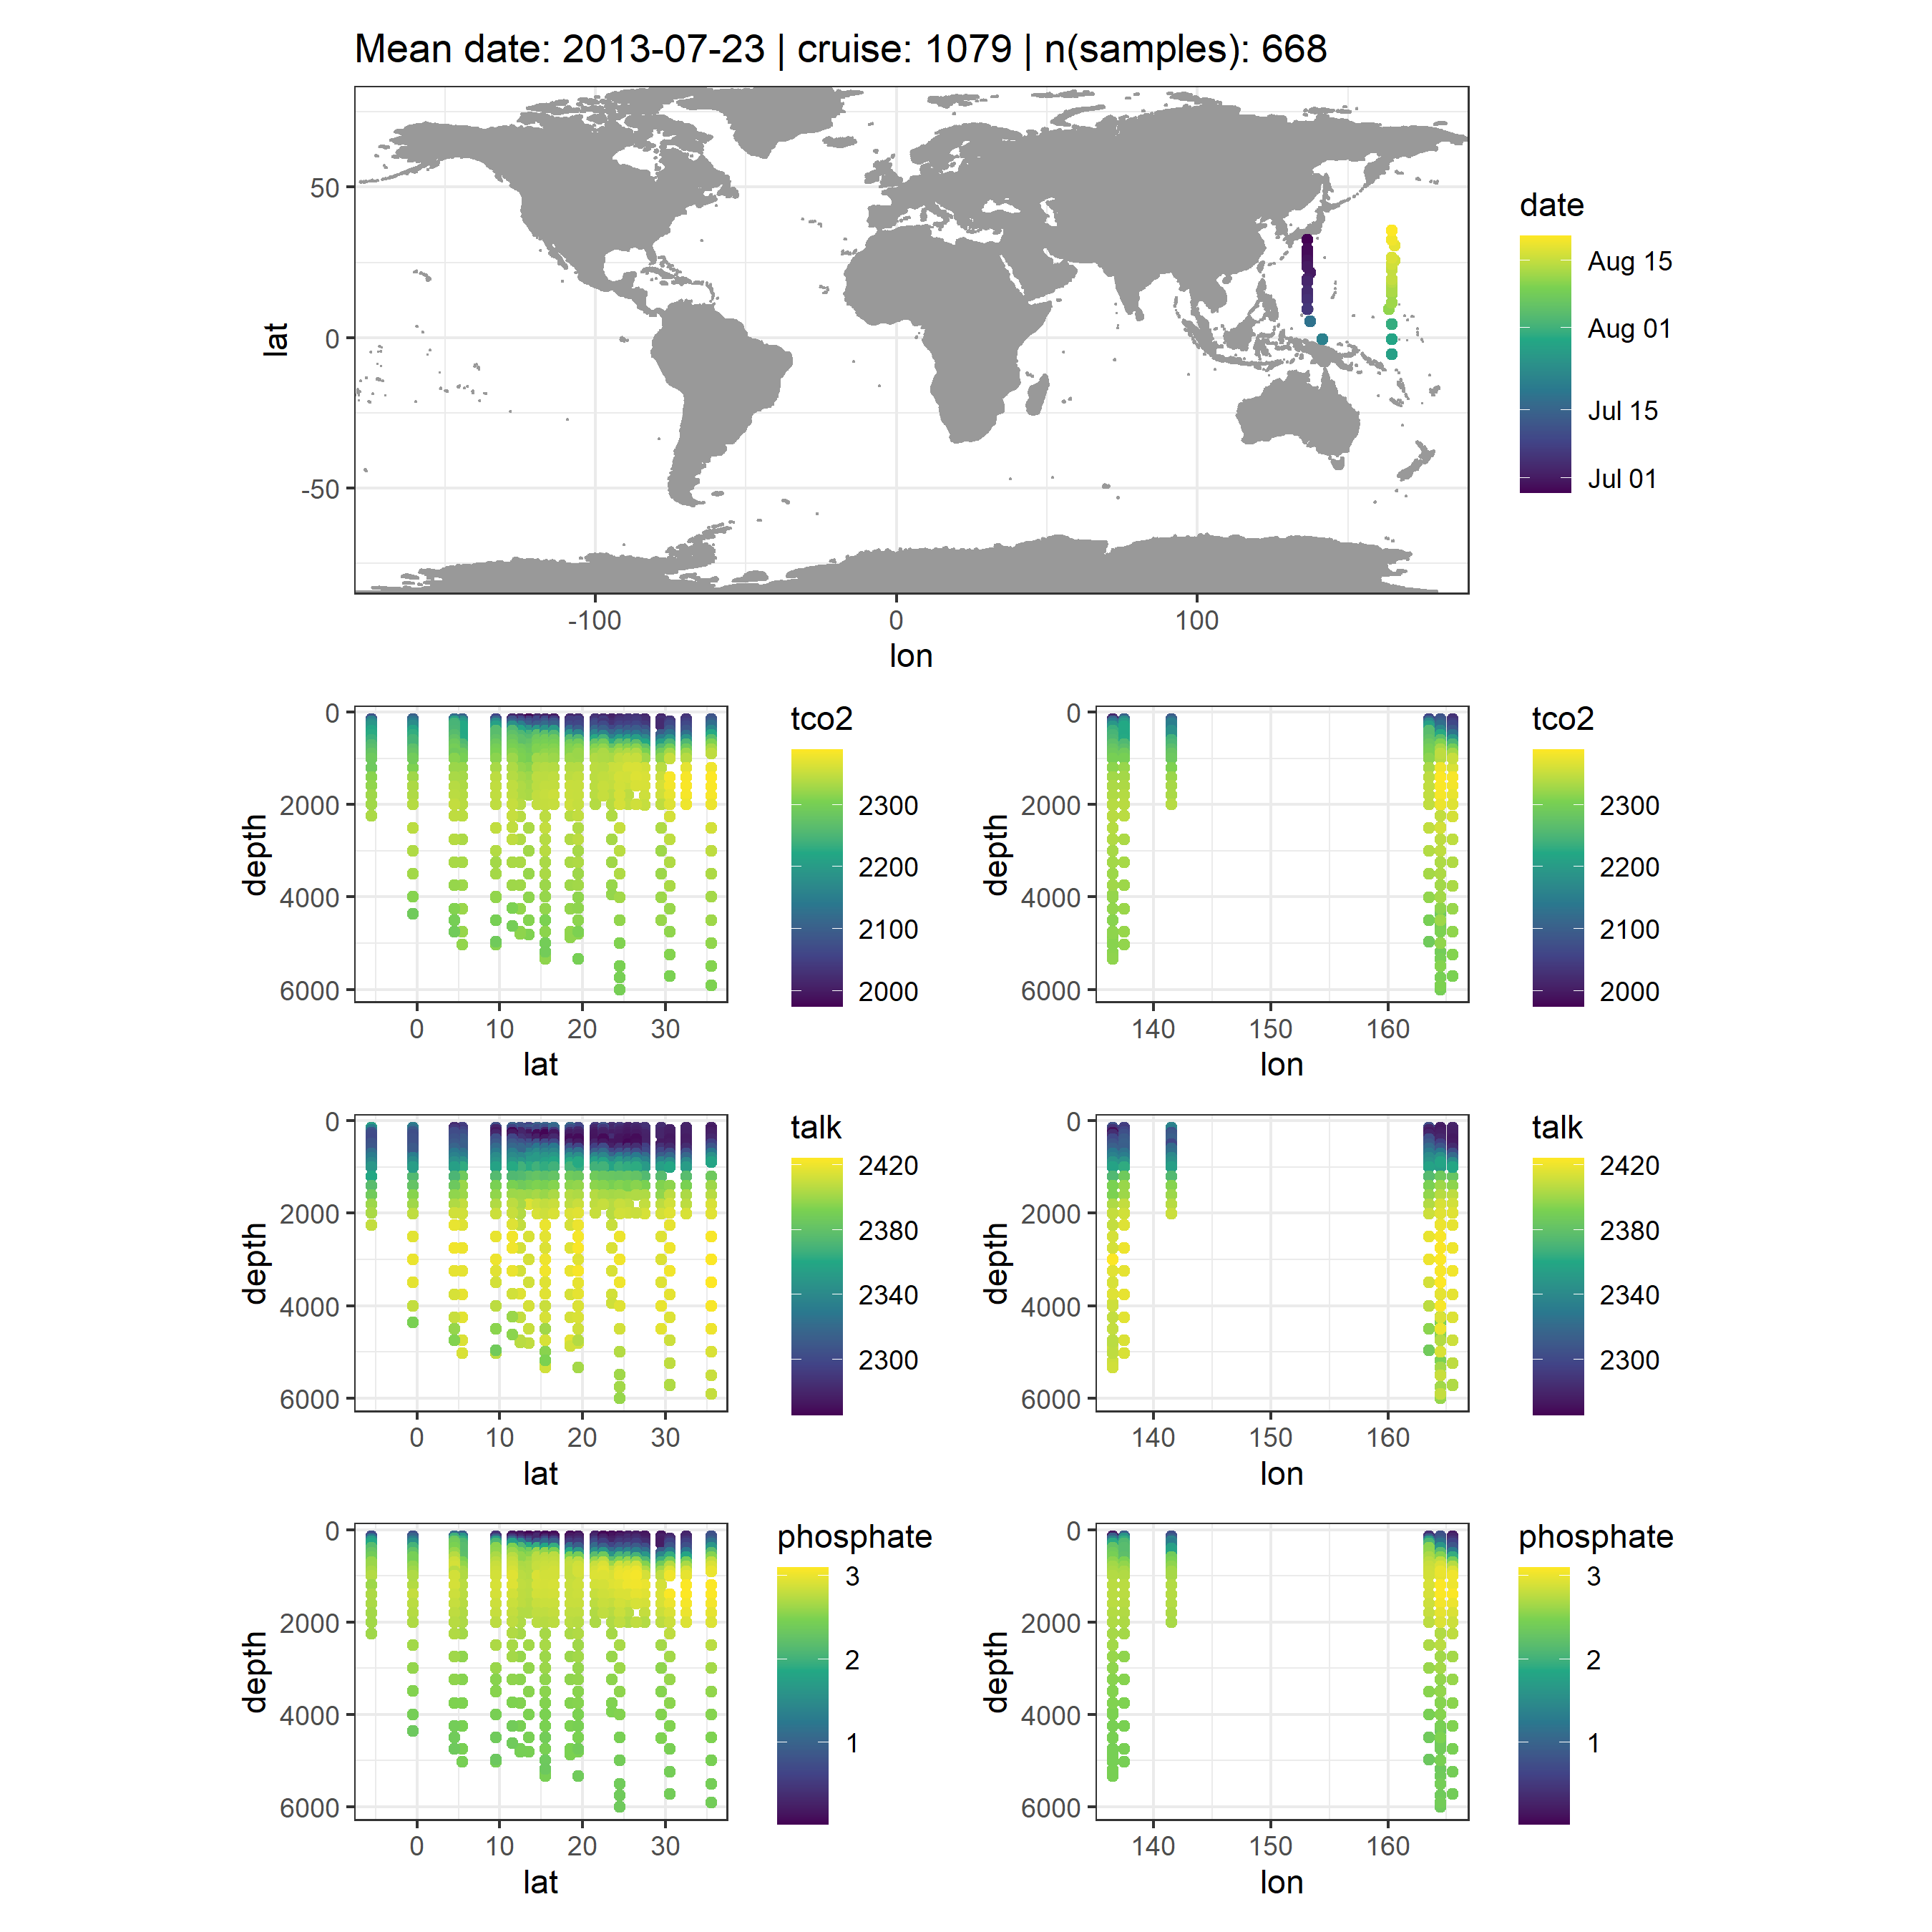 Mean date: 2013-07-23 | cruise: 1079 | n(samples): 668
50
0
-50
lat
-100 0 100
lon
date
Aug 15
Aug 01
Jul 15
Jul 01
0
2000
4000
6000
depth
0 10 20 30
lat
tco2
2300
2200
2100
2000
0
2000
4000
6000
depth
140 150 160
lon
tco2
2300
2200
2100
2000
0
2000
4000
6000
depth
0 10 20 30
lat
talk
2420
2380
2340
2300
0
2000
4000
6000
depth
140 150 160
lon
talk
2420
2380
2340
2300
0
2000
4000
6000
depth
0 10 20 30
lat
phosphate
3
2
1
0
2000
4000
6000
depth
140 150 160
lon
phosphate
3
2
1